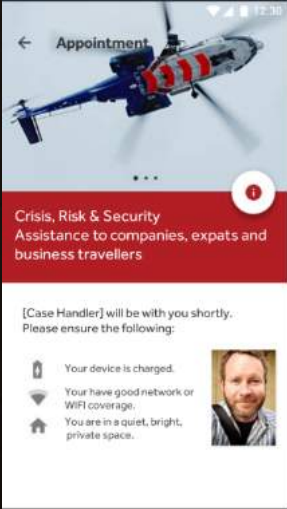 12:30
Appointment
Crisis, Risk & Security
Assistance to companies, expats and
business travellers
[Case Handler] will be with you shortly.
Please ensure the following:
Your device is charged.
Your have good network or
WIFI coverage.
You are in a quiet, bright,
private space.